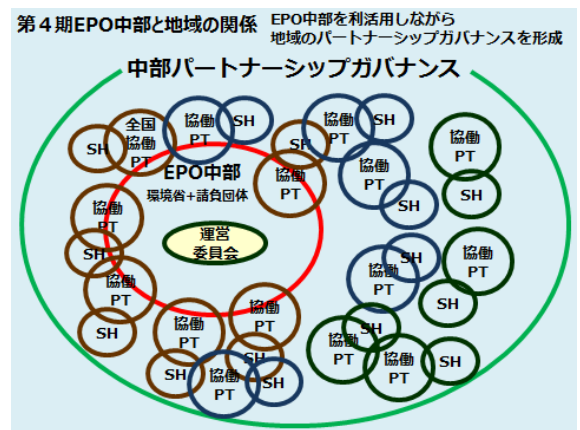 第４期EPO中部と地域の関係
EPO中部を利活用しながら
地域のパートナーシップガバナンスを形成
中部パートナーシップガバナンス
全国
協働
PT
SH
協働
PT
SH
SH
協働
PT
協働
PT
SH
協働
PT
SH
協働
PT
SH
EPO中部
環境省+請負団体
運営
委員会
協働
PT
SH
協働
PT
SH
協働
PT
SH
協働
PT
SH
協働
PT
SH
協働
PT
SH
協働
PT
SH
協働
PT
協働
PT
SH